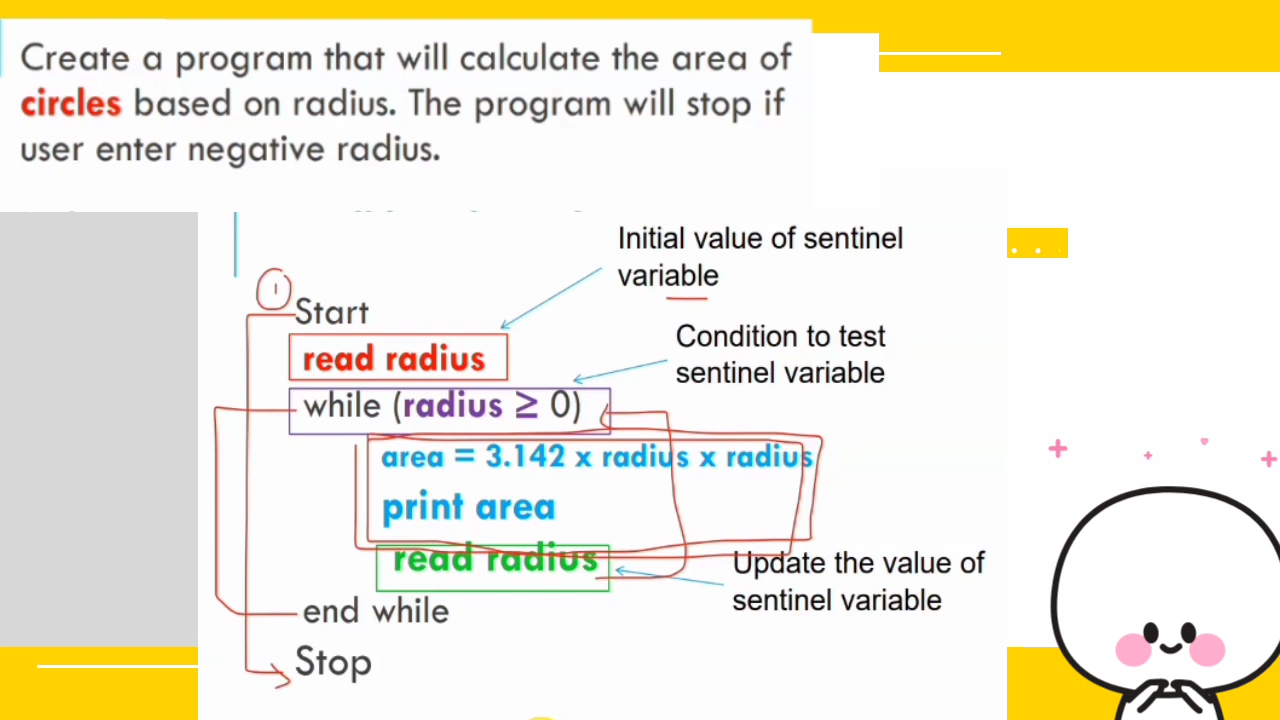 Create a program that will calculate the area of
circles based on radius. The program will stop if
user enter negative radius.
Initial value of sentinel
variable
1
Start
read radius
Condition to test
sentinel variable
while (radius ≥ 0)
area = 3.142 x radius x radius
print area
read radius
Update the value of
sentinel variable
end while
Stop